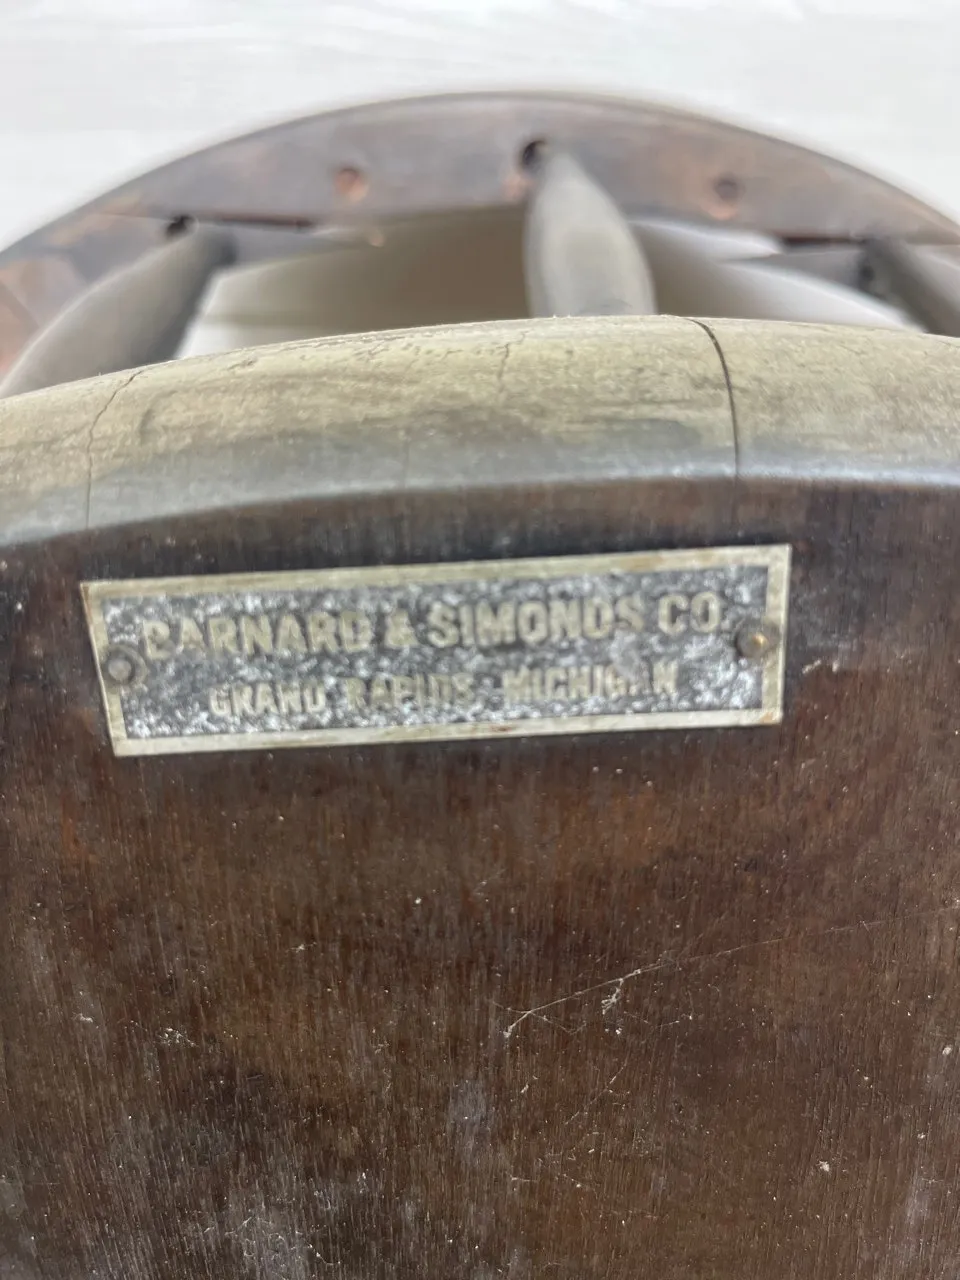 BARNARD & SIMONDS CO.
GRAND RAPIDS MICHIGAN